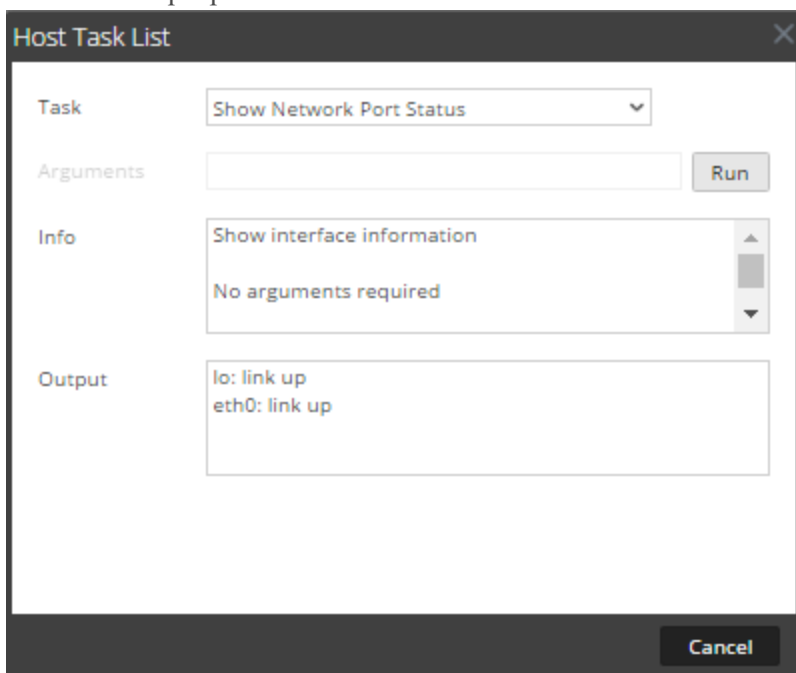 Host Task List
Task
Show Network Port Status
Arguments
Run
Info
Show interface information
No arguments required
Output
lo: link up
eth0: link up
Cancel